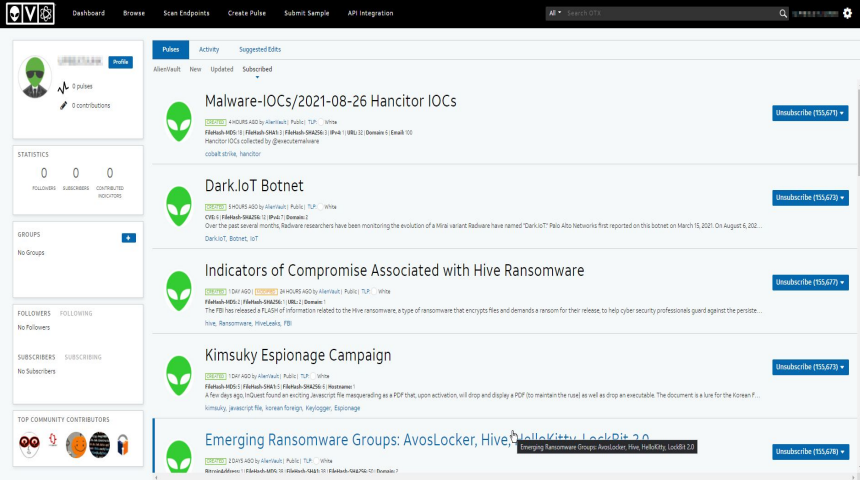 Dashboard Browse Scan Endpoints Create Pulse Submit Sample API Integration All Search OTX
Profile
0 pulses
0 contributions
STATISTICS
0 0 0
FOLLOWERS SUBSCRIBERS CONTRIBUTED INDICATORS
GROUPS +
No Groups
FOLLOWERS FOLLOWING
No Followers
SUBSCRIBERS SUBSCRIBING
No Subscribers
TOP COMMUNITY CONTRIBUTORS
Pulses Activity Suggested Edits
AlienVault New Updated Subscribed
Malware-IOCs/2021-08-26 Hancitor IOCs
CREATED 4 HOURS AGO by AlienVault | Public | TLP: White
FileHash-MD5: 18 | FileHash-SHA1: 3 | FileHash-SHA256: 3 | IPv4: 1 | URL: 32 | Domain: 6 | Email: 100
Hancitor IOCs collected by @executemalware
cobalt strike, hancitor
Unsubscribe (155,671)
Dark.IoT Botnet
CREATED 5 HOURS AGO by AlienVault | Public | TLP: White
CVE: 6 | FileHash-SHA256: 12 | IPv4: 7 | Domain: 2
Over the past several months, Radware researchers have been monitoring the evolution of a Mirai variant Radware have named "Dark.IoT." Palo Alto Networks first reported on this botnet on March 15, 2021. On August 6, 202...
Dark.IoT, Botnet, IoT
Unsubscribe (155,673)
Indicators of Compromise Associated with Hive Ransomware
CREATED 1 DAY AGO | MODIFIED 24 HOURS AGO by AlienVault | Public | TLP: White
FileHash-MD5: 2 | FileHash-SHA256: 1 | URL: 2 | Domain: 1
The FBI has released a FLASH of information related to the Hive ransomware, a type of ransomware that encrypts files and demands a ransom for their release, to help cyber security professionals guard against the persiste...
hive, Ransomware, HiveLeaks, FBI
Unsubscribe (155,677)
Kimsuky Espionage Campaign
CREATED 1 DAY AGO by AlienVault | Public | TLP: White
FileHash-MD5: 5 | FileHash-SHA1: 5 | FileHash-SHA256: 6 | Hostname: 1
A few days ago, InQuest found an exciting Javascript file masquerading as a PDF that, upon activation, will drop and display a PDF (to maintain the ruse) as well as drop an executable. The document is a lure for the Korean F...
kimsuky, javascript file, korean foreign, Keylogger, Espionage
Unsubscribe (155,673)
Emerging Ransomware Groups: AvosLocker, Hive, HelloKitty, LockBit 2.0
Emerging Ransomware Groups: AvosLocker, Hive, HelloKitty, LockBit 2.0
CREATED 2 DAYS AGO by AlienVault | Public | TLP: White
BitcoinAddress: 1 | FileHash-MD5: 38 | FileHash-SHA1: 38 | FileHash-SHA256: 50 | Domain: 2
Unsubscribe (155,678)